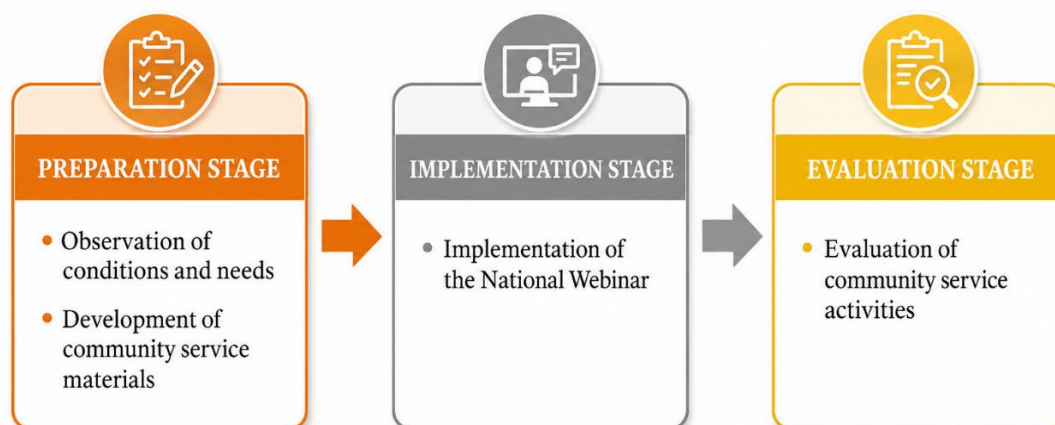 PREPARATION STAGE
• Observation of
conditions and needs
• Development of
community service
materials
IMPLEMENTATION STAGE
• Implementation of
the National Webinar
EVALUATION STAGE
• Evaluation of
community service
activities